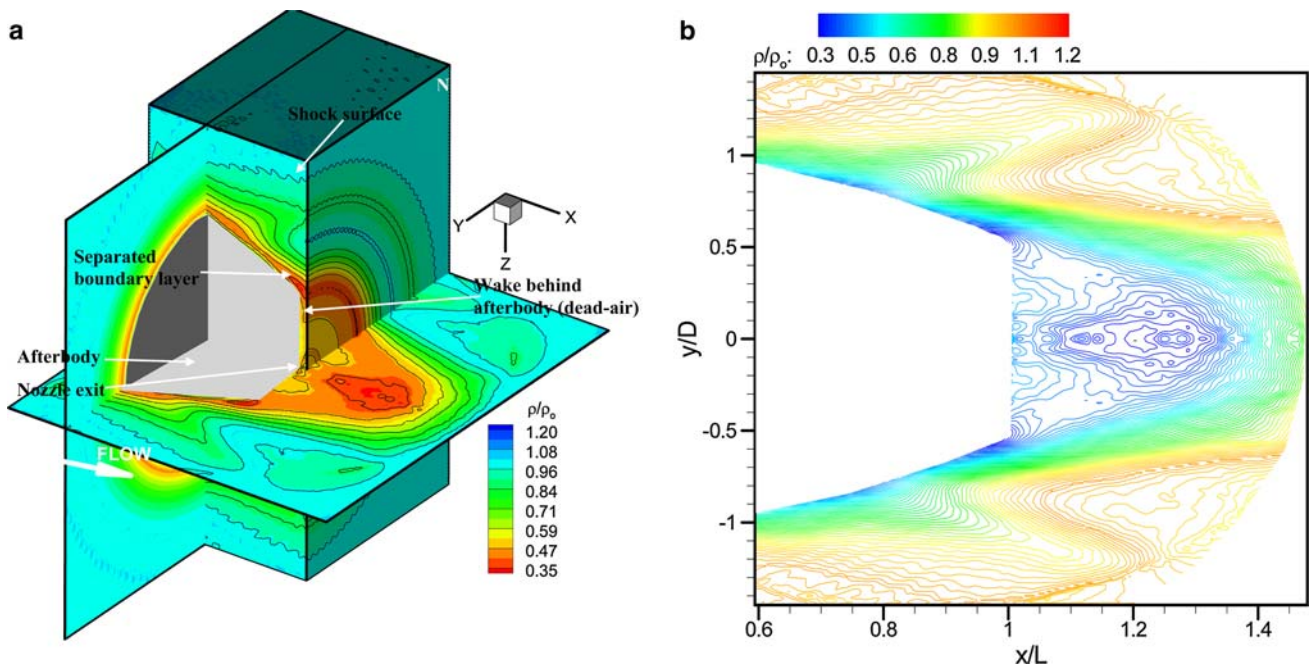 a
N
Shock surface
Y
X
Z
Separated
boundary layer
Wake behind
afterbody (dead-air)
Afterbody
Nozzle exit
FLOW
ρ/ρ₀
1.20
1.08
0.96
0.84
0.71
0.59
0.47
0.35
b
ρ/ρ₀:
0.3 0.5 0.6 0.8 0.9 1.1 1.2
y/D
1
0.5
0
-0.5
-1
0.6 0.8 1 1.2 1.4
x/L